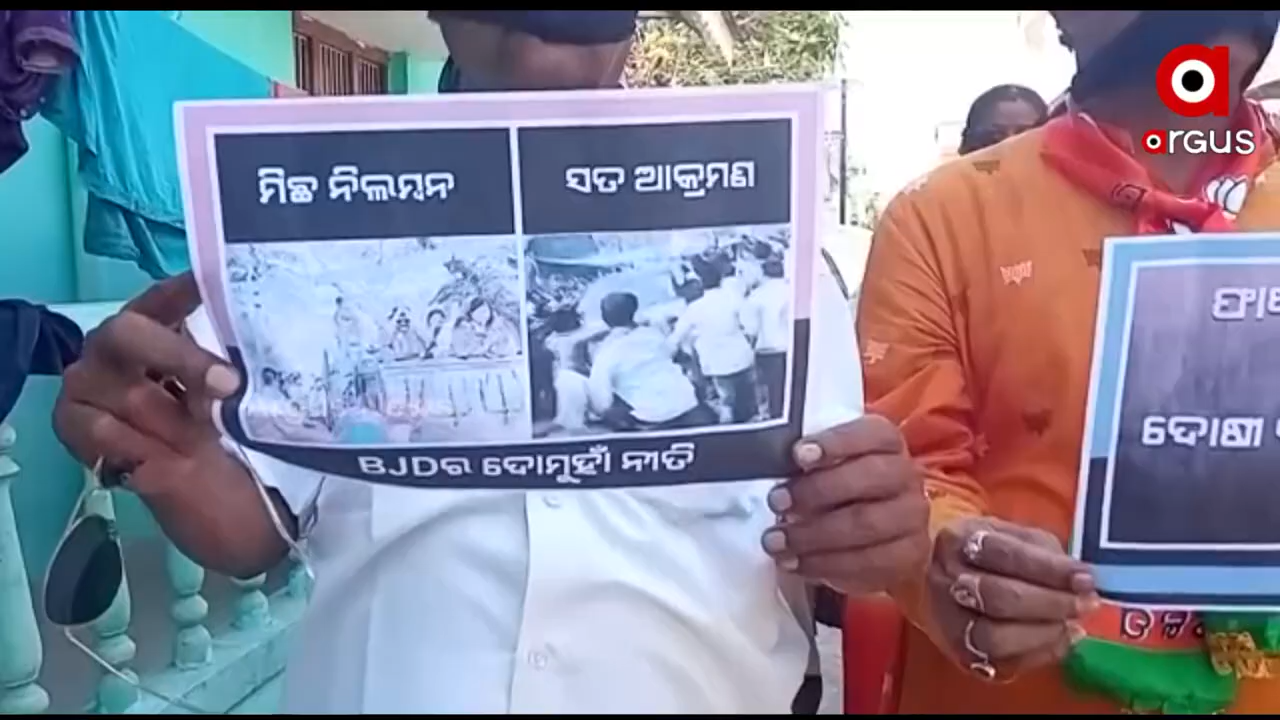 ମିଛ ନିଲମ୍ବନ
ସତ ଆକ୍ରମଣ
BJDର ଦୋମୁହାଁ ନୀତି
ଦୋଷୀ
argus